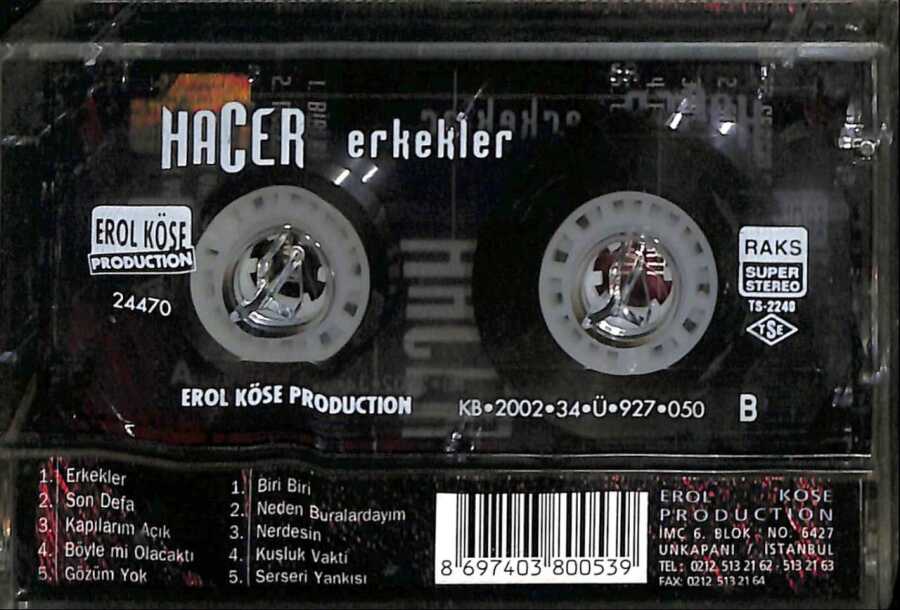 HACER erkekler
EROL KÖSE
PRODUCTION
24470
RAKS
SUPER
STEREO
TS-2240
TSE
EROL KÖSE PRODUCTION
KB•2002•34•Ü•927•050
B
A
1. Erkekler
2. Son Defa
3. Kapılarım Açık
4. Böyle mi Olacaktı
5. Gözüm Yok
1. Biri Biri
2. Neden Buralardayım
3. Nerdesin
4. Kuşluk Vakti
5. Serseri Yankısı
8 697403 800539
EROL KÖSE
PRODUCTION
İMC 6. BLOK NO. 6427
UNKAPANI / İSTANBUL
TEL: 0212 513 21 62 - 513 21 63
FAX: 0212 513 21 64